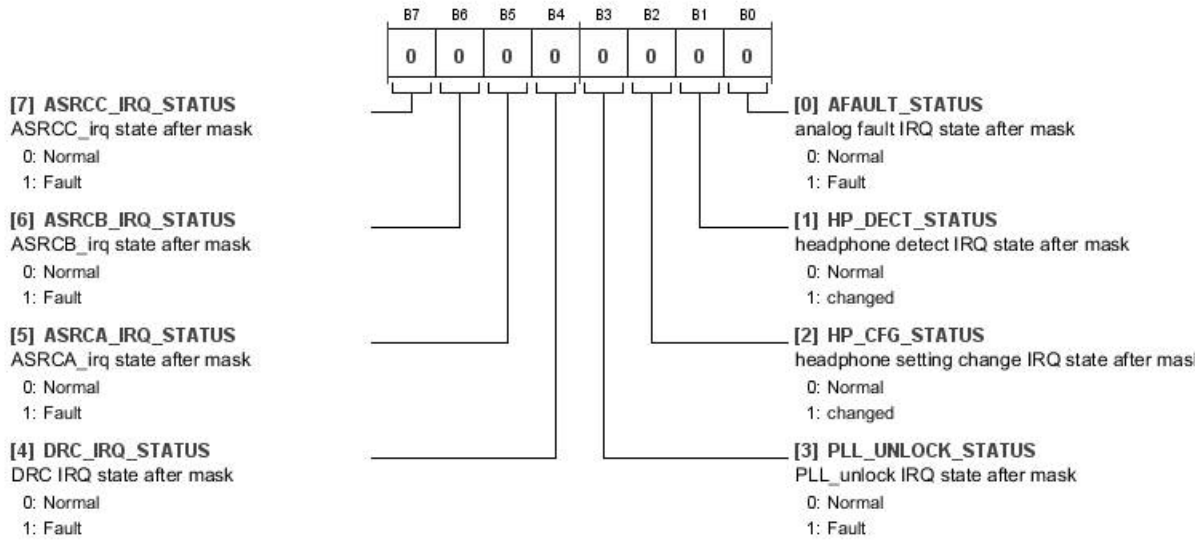 B7 B6 B5 B4 B3 B2 B1 B0
0 0 0 0 0 0 0 0
[7] ASRCC_IRQ_STATUS
ASRCC_irq state after mask
0: Normal
1: Fault
[6] ASRCB_IRQ_STATUS
ASRCB_irq state after mask
0: Normal
1: Fault
[5] ASRCA_IRQ_STATUS
ASRCA_irq state after mask
0: Normal
1: Fault
[4] DRC_IRQ_STATUS
DRC IRQ state after mask
0: Normal
1: Fault
[0] AFAULT_STATUS
analog fault IRQ state after mask
0: Normal
1: Fault
[1] HP_DECT_STATUS
headphone detect IRQ state after mask
0: Normal
1: changed
[2] HP_CFG_STATUS
headphone setting change IRQ state after mas
0: Normal
1: changed
[3] PLL_UNLOCK_STATUS
PLL_unlock IRQ state after mask
0: Normal
1: Fault